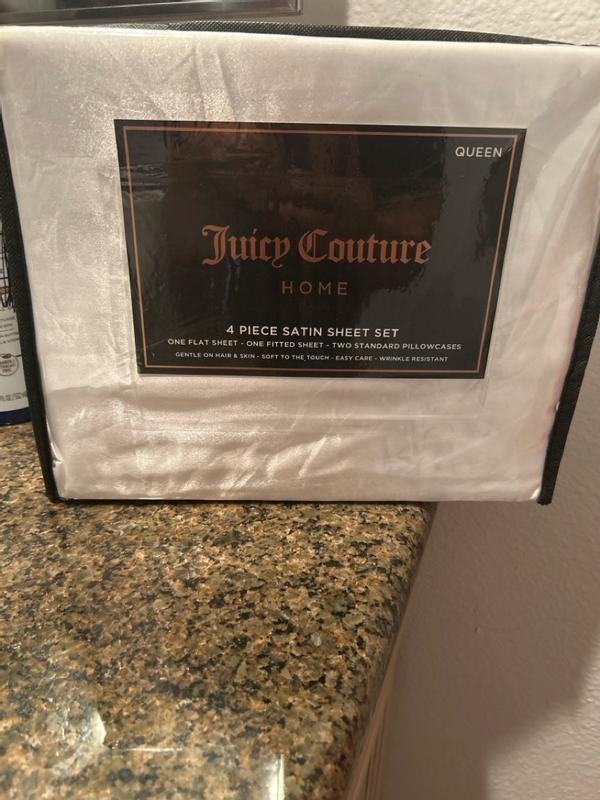 QUEEN
Juicy Couture
HOME
4 PIECE SATIN SHEET SET
ONE FLAT SHEET - ONE FITTED SHEET - TWO STANDARD PILLOWCASES
GENTLE ON HAIR & SKIN - SOFT TO THE TOUCH - EASY CARE - WRINKLE RESISTANT